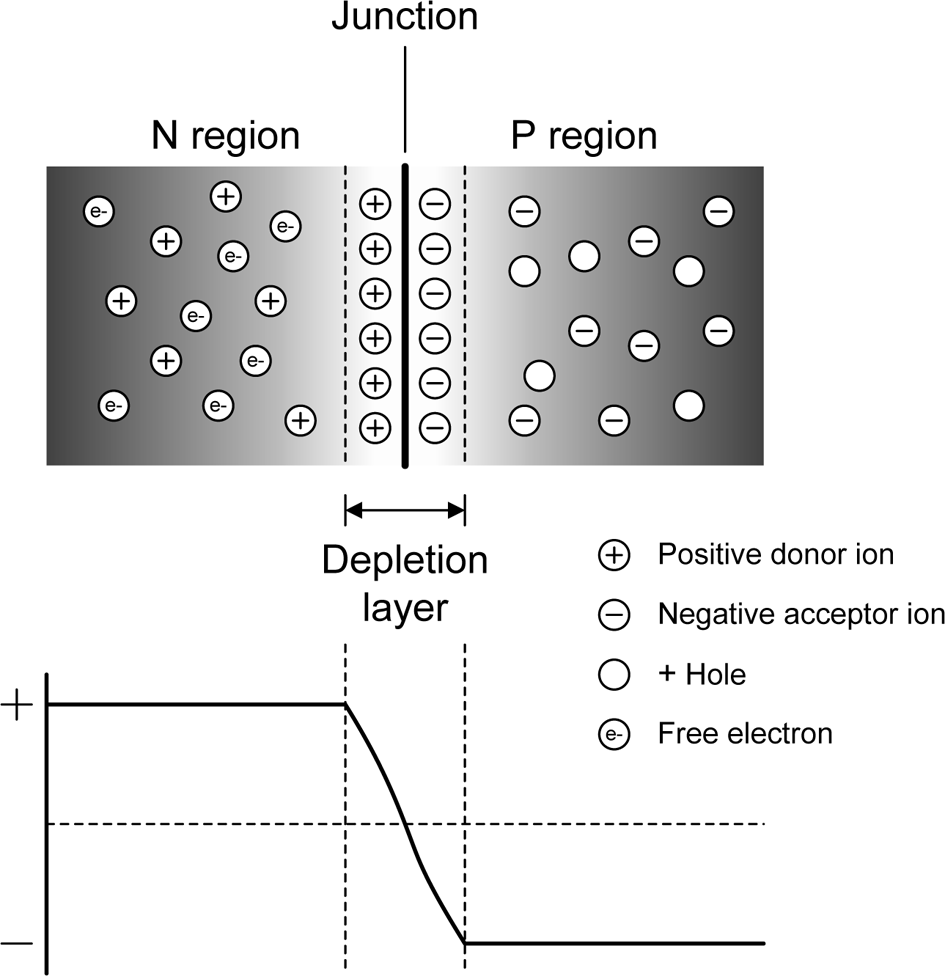 Junction
N region
P region
e-
+
e-
+
e-
+
e-
+
+
e-
e-
e-
+
+
+
+
+
+
+
−
−
−
−
−
−
−
−
−
−
−
−
−
−
Depletion
layer
+ Positive donor ion
− Negative acceptor ion
+ Hole
e- Free electron
+
−